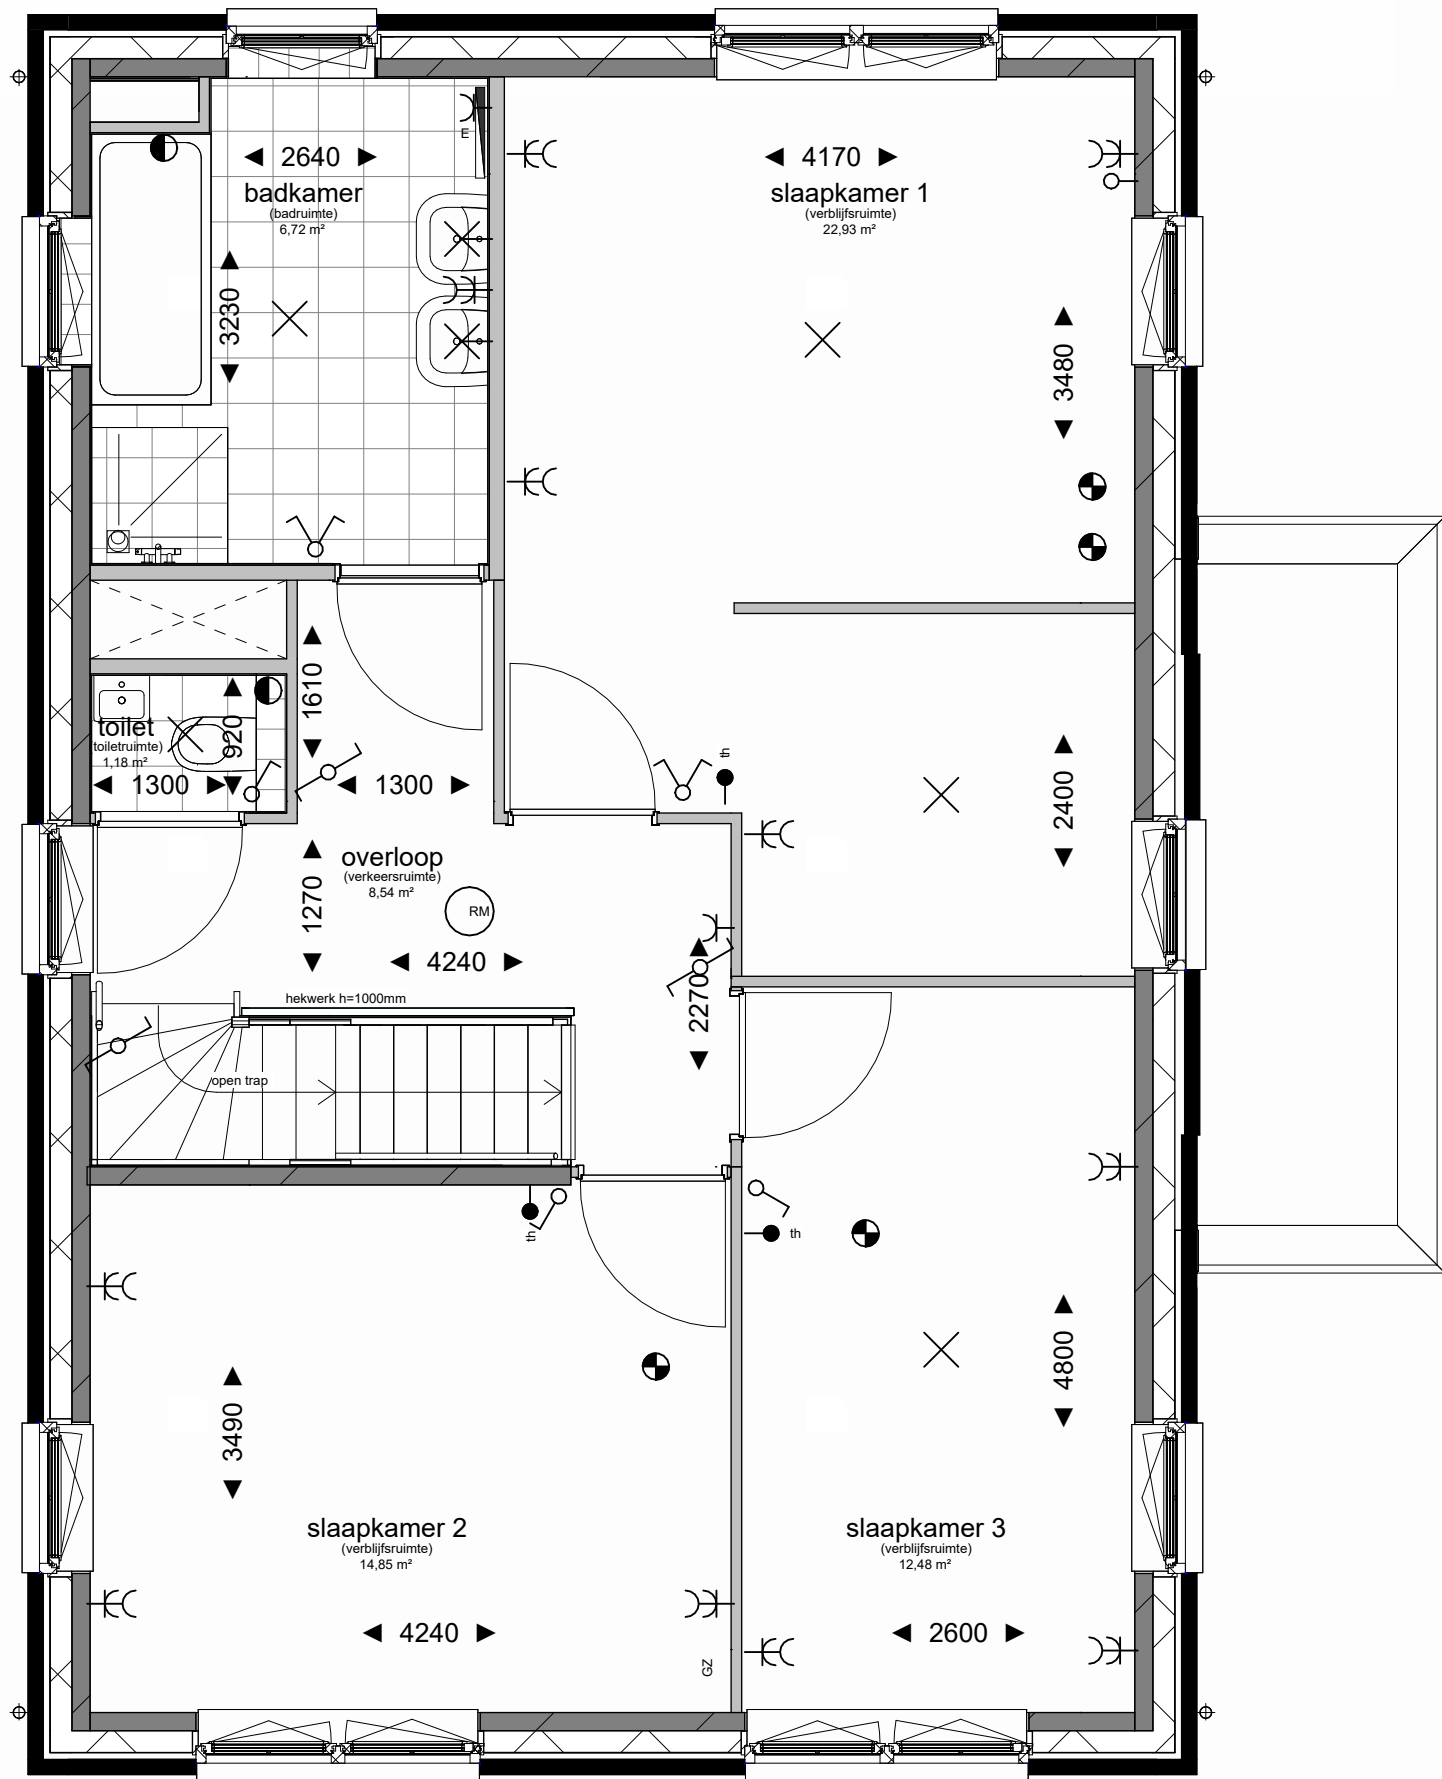 E
2640
badkamer
(badruimte)
6,72 m²
3230
4170
slaapkamer 1
(verblijfsruimte)
22,93 m²
3480
1610
toilet
toiletruimte)
1,18 m²
920
1300
1300
th
2400
overloop
(verkeersruimte)
8,54 m²
1270
RM
4240
2270
hekwerk h=1000mm
open trap
th
th
3490
4800
slaapkamer 2
(verblijfsruimte)
14,85 m²
slaapkamer 3
(verblijfsruimte)
12,48 m²
4240
2600
GZ